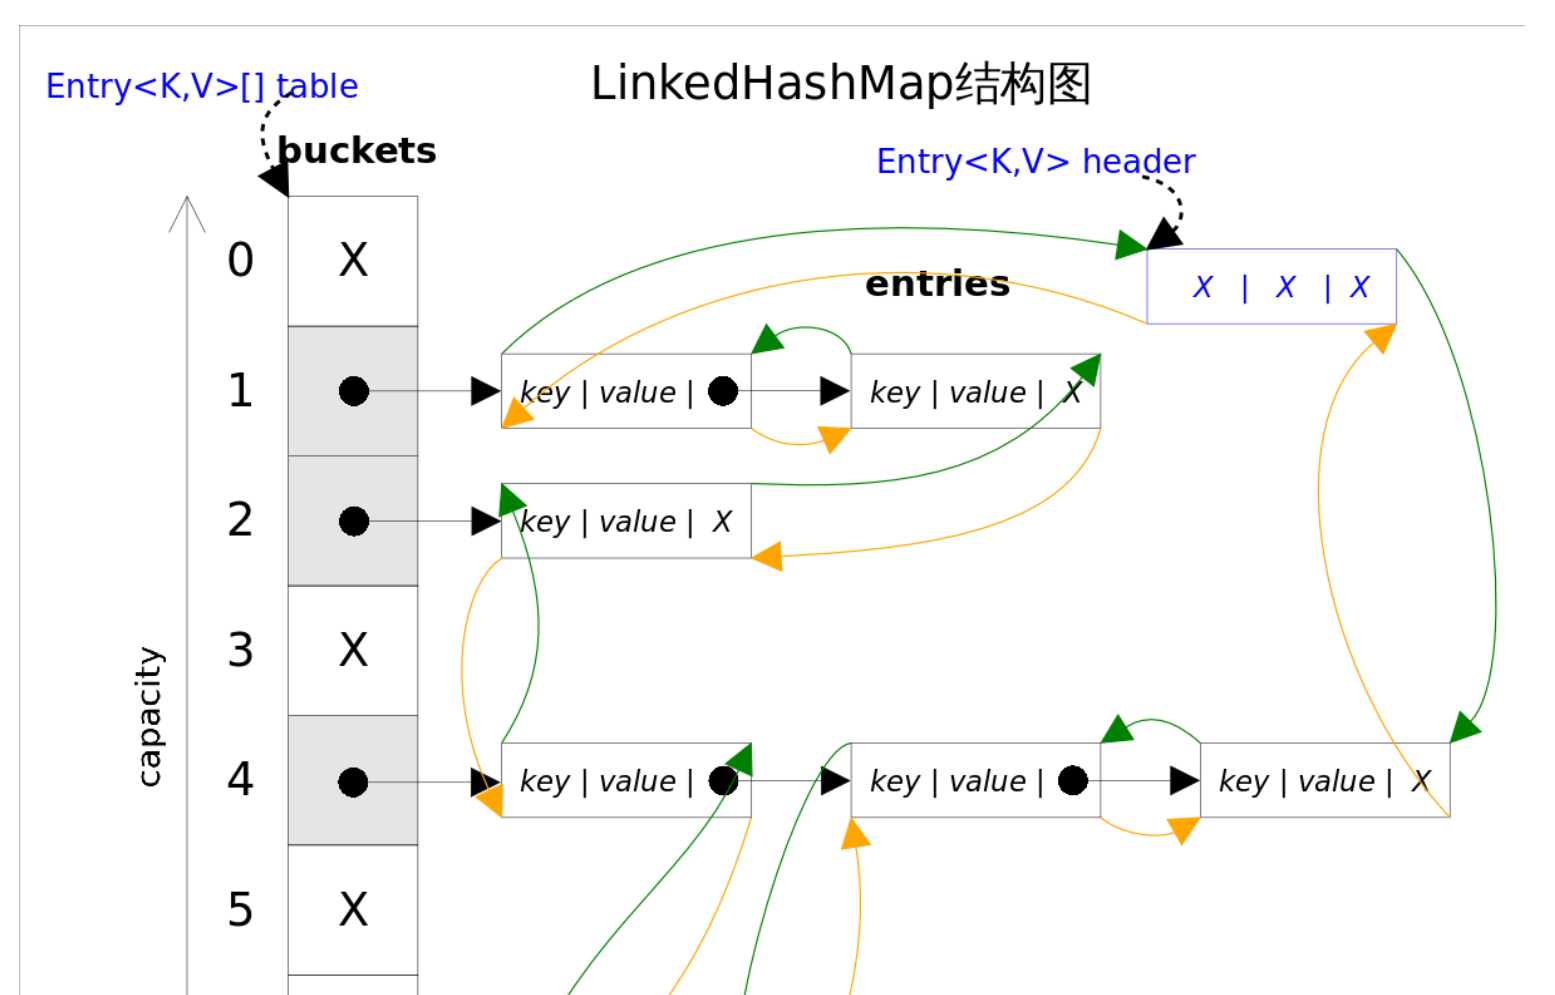 LinkedHashMap结构图
Entry<K,V>[] table
buckets
Entry<K,V> header
0 X
X | X | X
entries
1 key | value | key | value | X
2 key | value | X
3 X
capacity
4 key | value | key | value | key | value | X
5 X